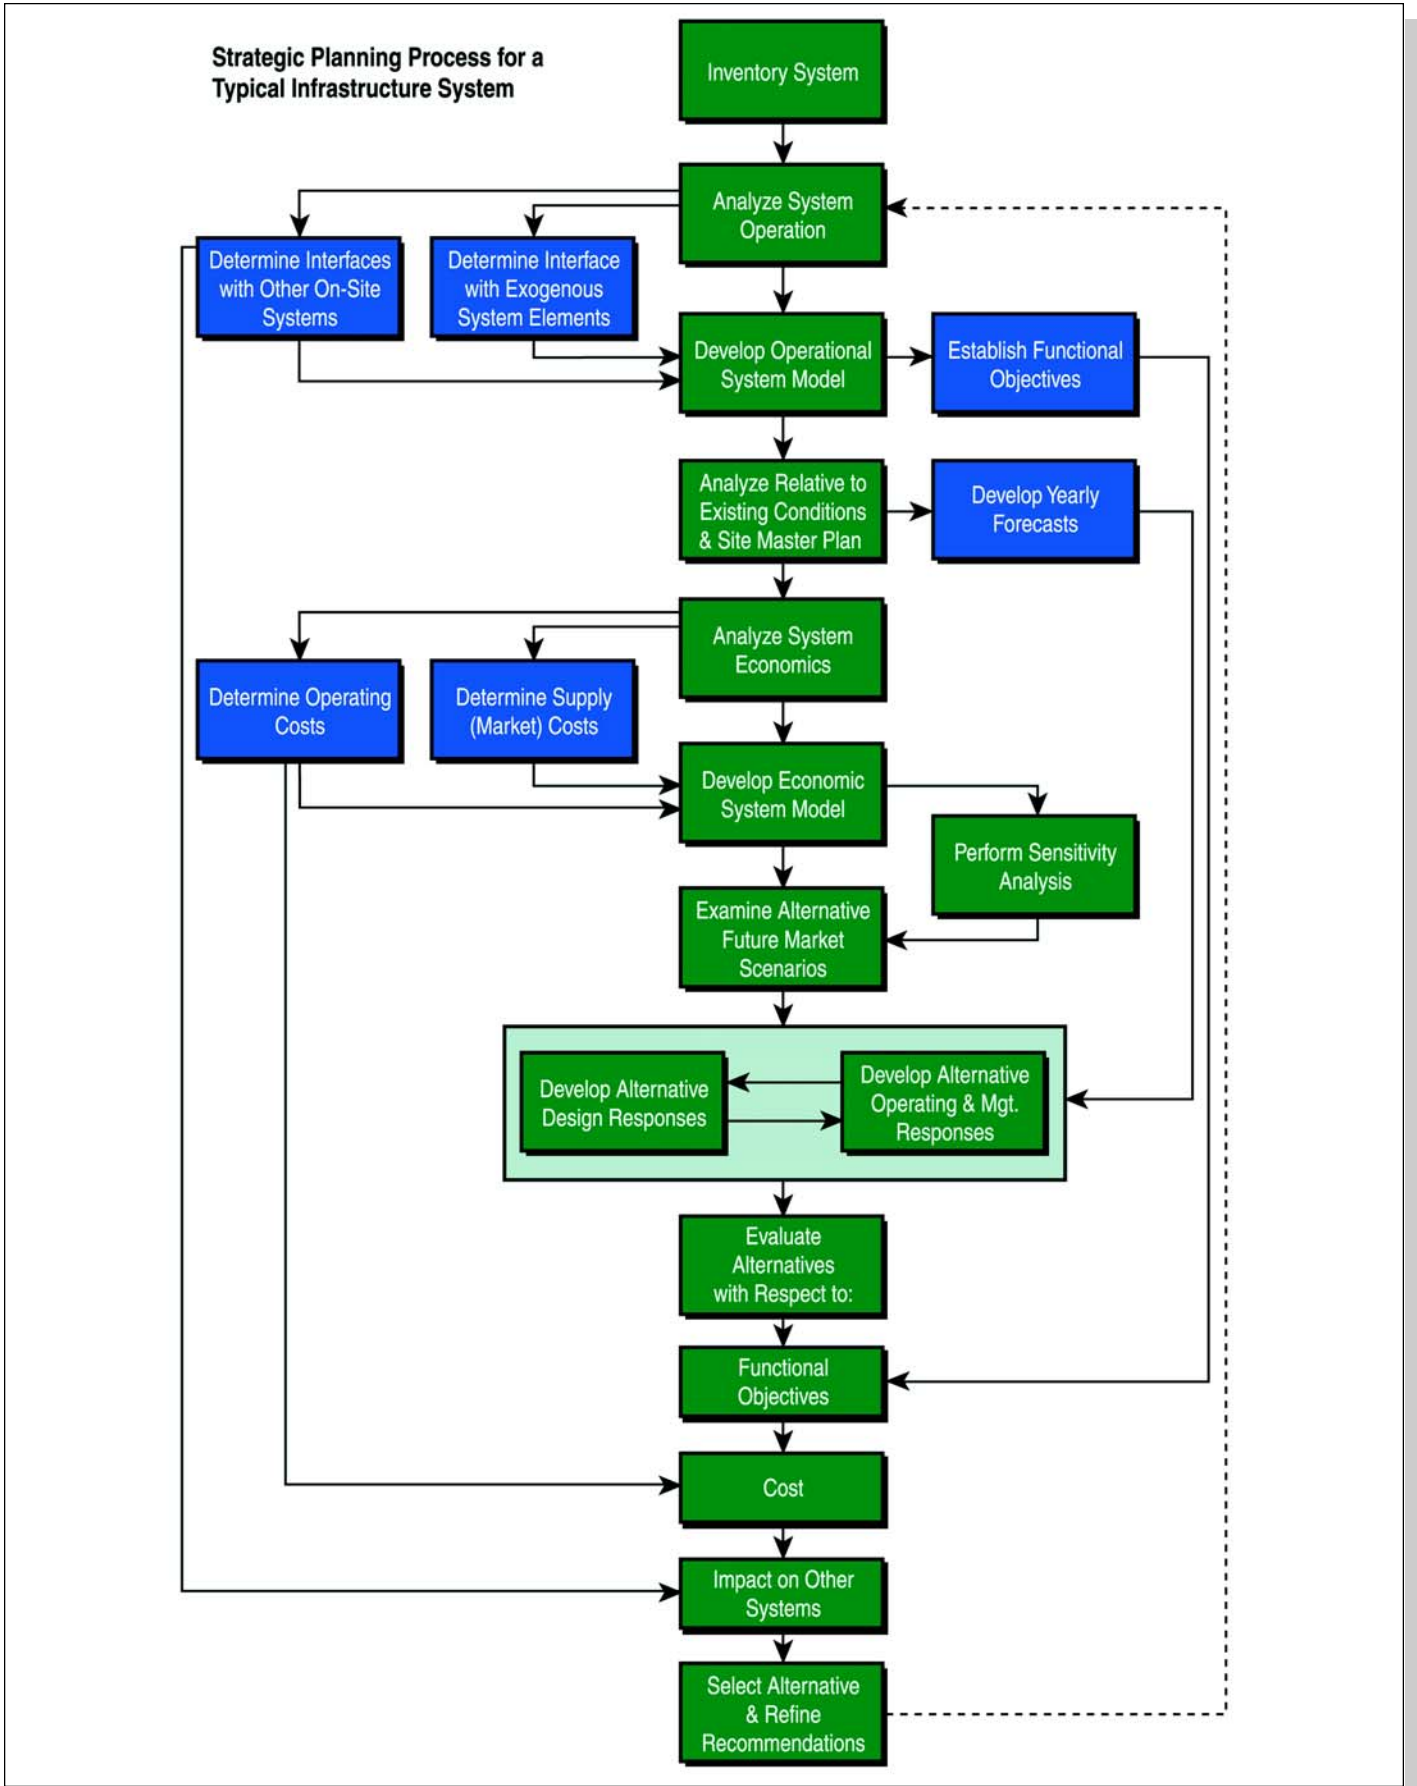 Strategic Planning Process for a
Typical Infrastructure System
Inventory System
Analyze System
Operation
Determine Interfaces
with Other On-Site
Systems
Determine Interface
with Exogenous
System Elements
Develop Operational
System Model
Establish Functional
Objectives
Analyze Relative to
Existing Conditions
& Site Master Plan
Develop Yearly
Forecasts
Analyze System
Economics
Determine Operating
Costs
Determine Supply
(Market) Costs
Develop Economic
System Model
Perform Sensitivity
Analysis
Examine Alternative
Future Market
Scenarios
Develop Alternative
Design Responses
Develop Alternative
Operating & Mgt.
Responses
Evaluate
Alternatives
with Respect to:
Functional
Objectives
Cost
Impact on Other
Systems
Select Alternative
& Refine
Recommendations